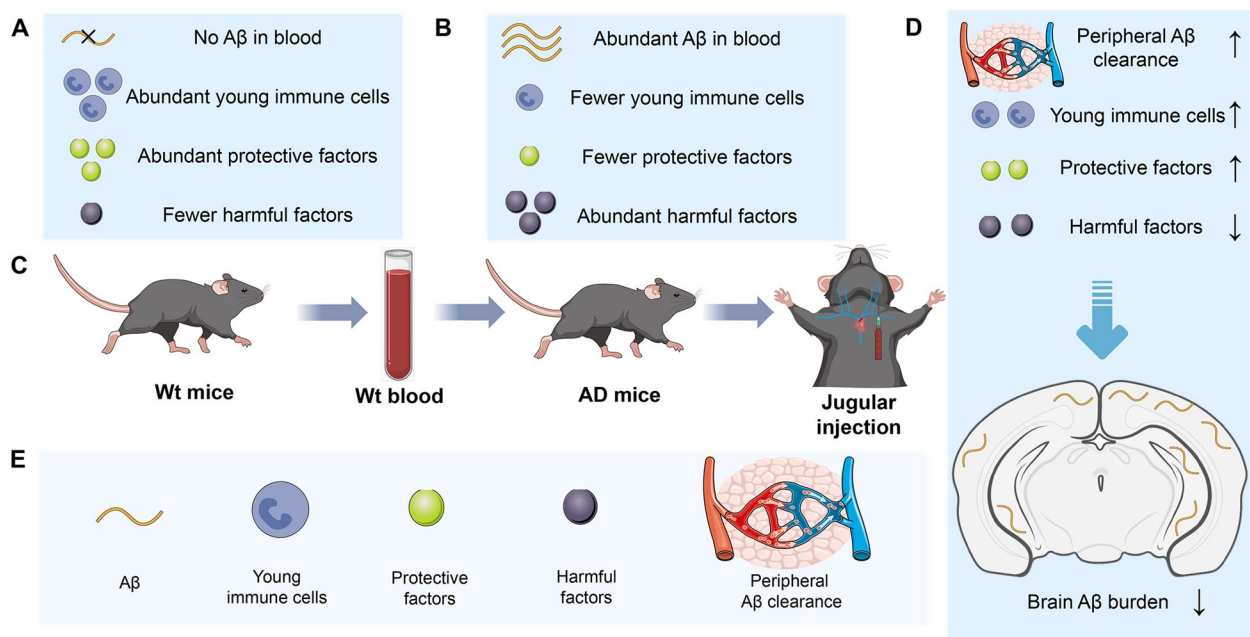 A
No Aβ in blood
Abundant young immune cells
Abundant protective factors
Fewer harmful factors
B
Abundant Aβ in blood
Fewer young immune cells
Fewer protective factors
Abundant harmful factors
C
Wt mice
Wt blood
AD mice
Jugular
injection
D
Peripheral Aβ
clearance
Young immune cells
Protective factors
Harmful factors
Brain Aβ burden
E
Aβ
Young
immune cells
Protective
factors
Harmful
factors
Peripheral
Aβ clearance